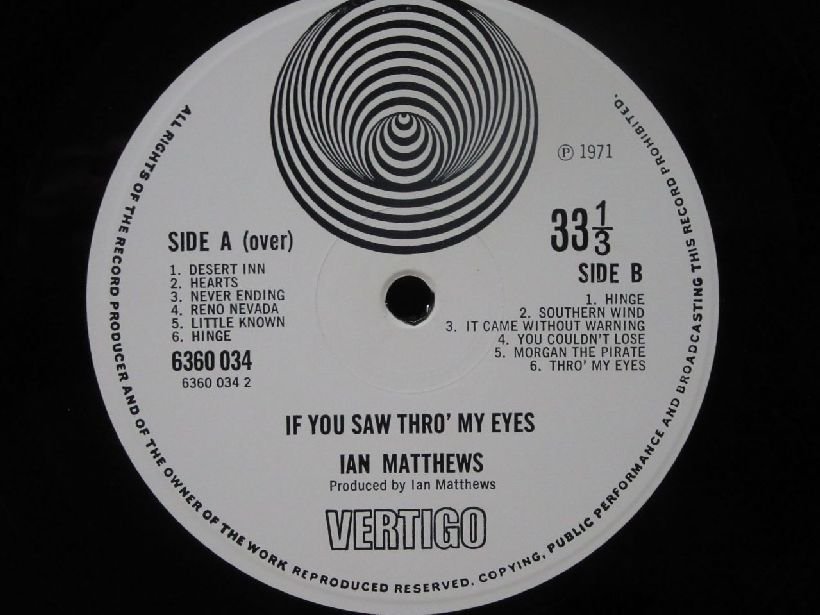 ℗ 1971
33 1/3
SIDE A (over)
1. DESERT INN
2. HEARTS
3. NEVER ENDING
4. RENO NEVADA
5. LITTLE KNOWN
6. HINGE
6360 034
6360 034 2
SIDE B
1. HINGE
2. SOUTHERN WIND
3. IT CAME WITHOUT WARNING
4. YOU COULDN'T LOSE
5. MORGAN THE PIRATE
6. THRO' MY EYES
IF YOU SAW THRO' MY EYES
IAN MATTHEWS
Produced by Ian Matthews
VERTIGO
ALL RIGHTS OF THE RECORD PRODUCER AND OF THE OWNER OF THE WORK REPRODUCED RESERVED. COPYING, PUBLIC PERFORMANCE AND BROADCASTING THIS RECORD PROHIBITED.